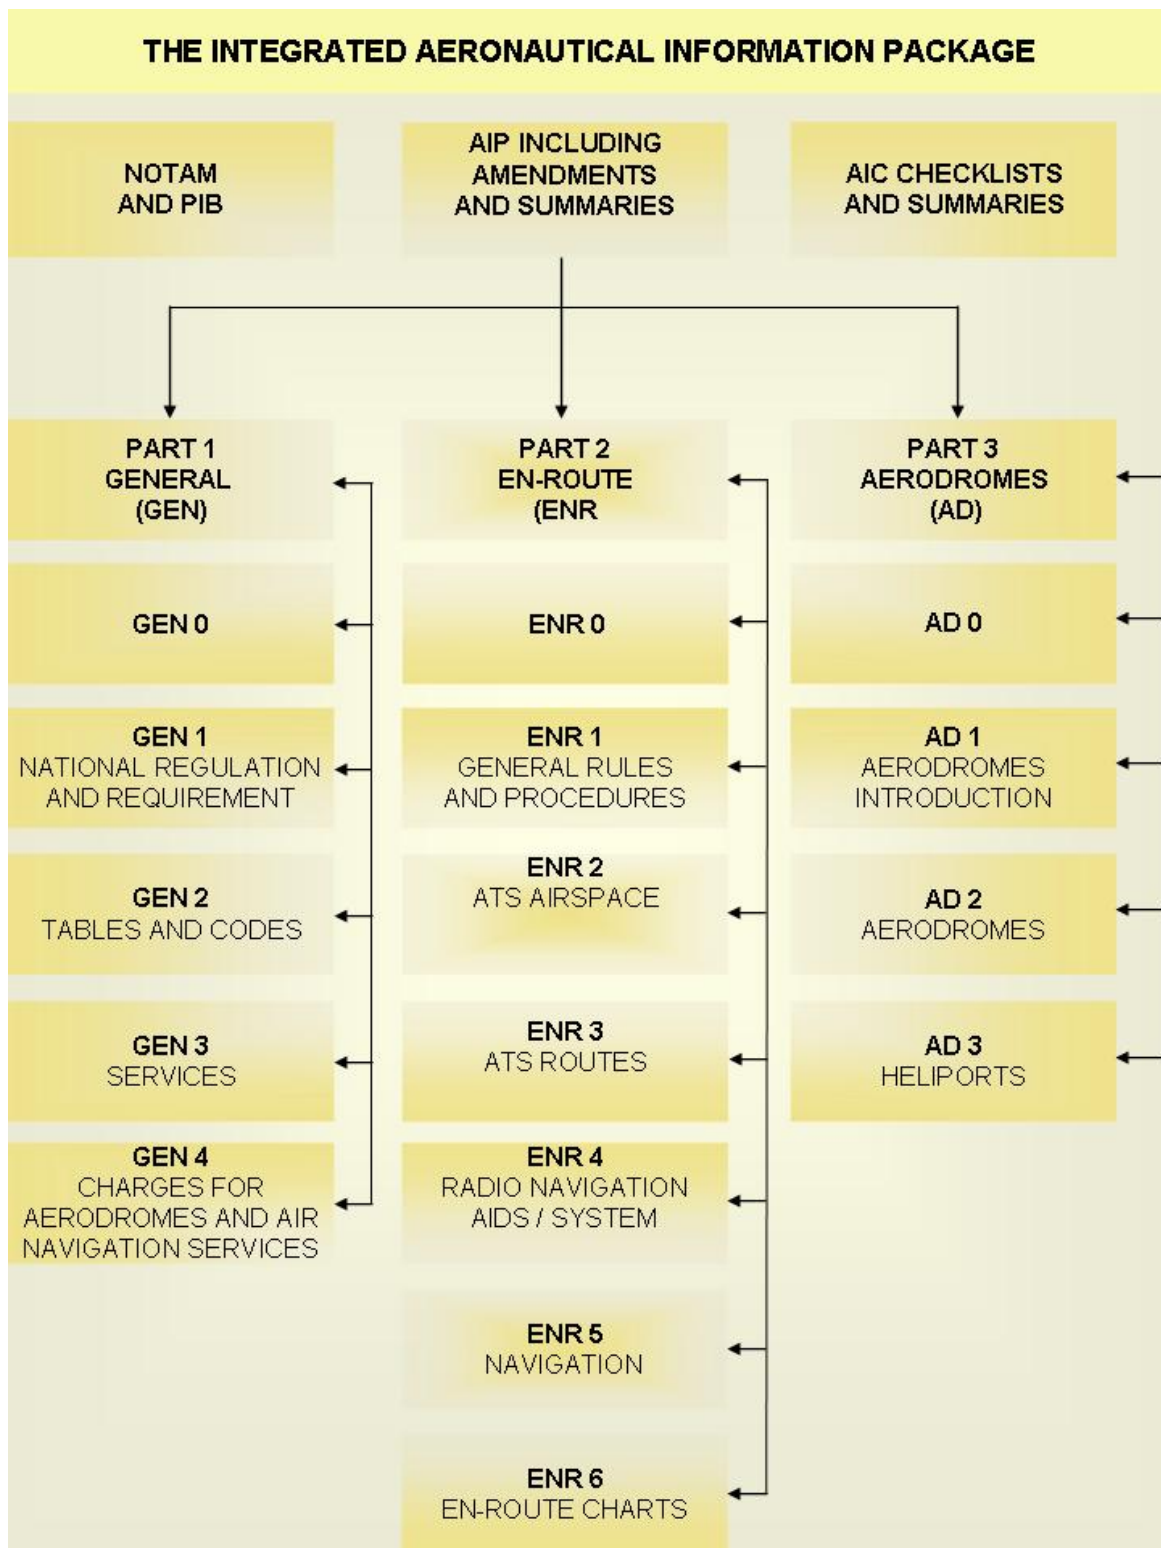 THE INTEGRATED AERONAUTICAL INFORMATION PACKAGE
NOTAM
AND PIB
AIP INCLUDING
AMENDMENTS
AND SUMMARIES
AIC CHECKLISTS
AND SUMMARIES
PART 1
GENERAL
(GEN)
PART 2
EN-ROUTE
(ENR
PART 3
AERODROMES
(AD)
GEN 0
ENR 0
AD 0
GEN 1
NATIONAL REGULATION
AND REQUIREMENT
ENR 1
GENERAL RULES
AND PROCEDURES
AD 1
AERODROMES
INTRODUCTION
GEN 2
TABLES AND CODES
ENR 2
ATS AIRSPACE
AD 2
AERODROMES
GEN 3
SERVICES
ENR 3
ATS ROUTES
AD 3
HELIPORTS
GEN 4
CHARGES FOR
AERODROMES AND AIR
NAVIGATION SERVICES
ENR 4
RADIO NAVIGATION
AIDS / SYSTEM
ENR 5
NAVIGATION
ENR 6
EN-ROUTE CHARTS